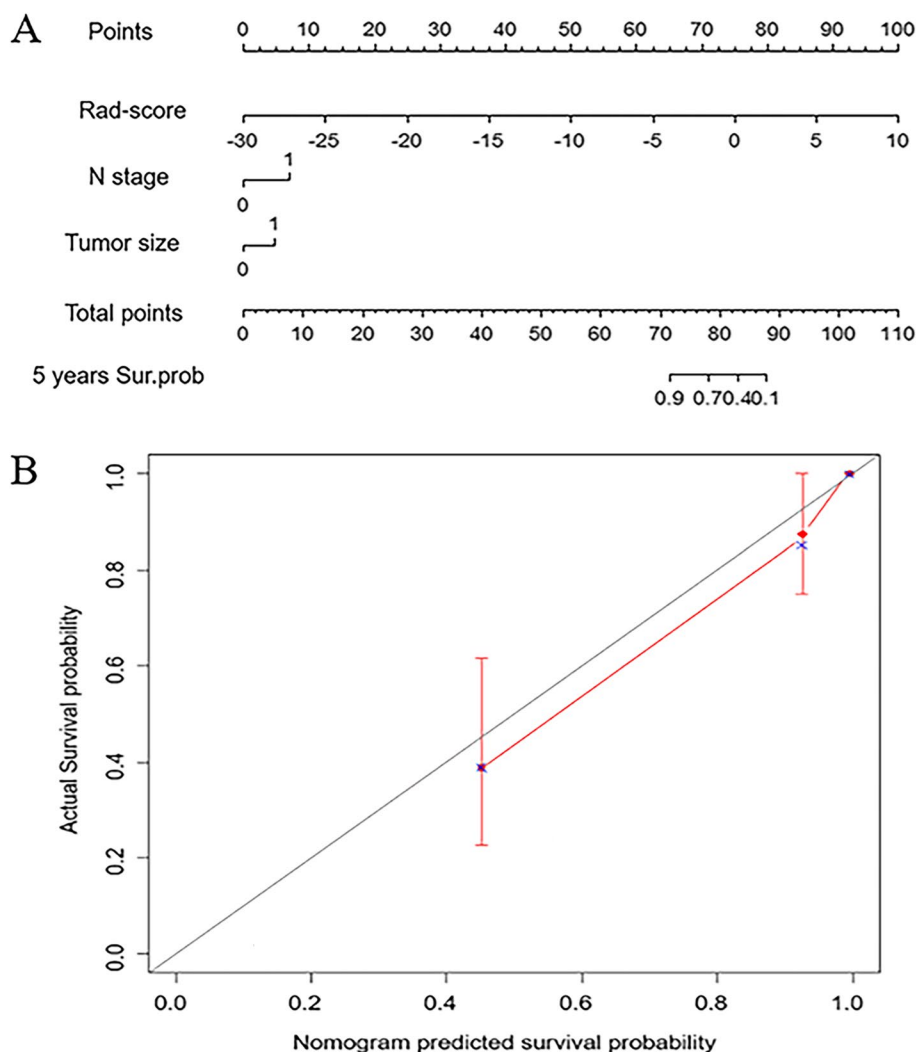 A
Points 0 10 20 30 40 50 60 70 80 90 100
Rad-score
-30 -25 -20 -15 -10 -5 0 5 10
1
N stage
0
1
Tumor size
0
Total points
0 10 20 30 40 50 60 70 80 90 100 110
5 years Sur.prob
0.9 0.70.40.1
B
1.0
0.8
0.6
0.4
0.2
0.0
Actual Survival probability
0.0 0.2 0.4 0.6 0.8 1.0
Nomogram predicted survival probability